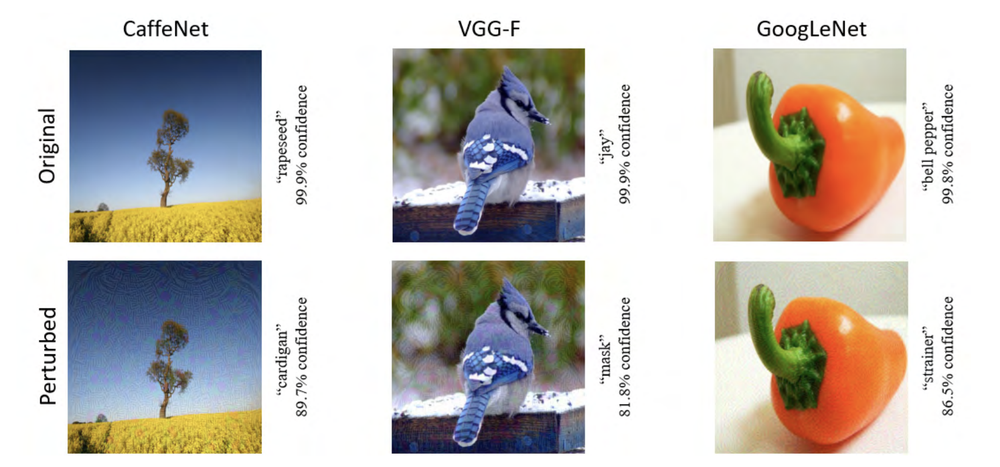 CaffeNet
VGG-F
GoogLeNet
Original
“rapeseed”
99.9% confidence
“jay”
99.9% confidence
“bell pepper”
99.8% confidence
Perturbed
“cardigan”
89.7% confidence
“mask”
81.8% confidence
“strainer”
86.5% confidence